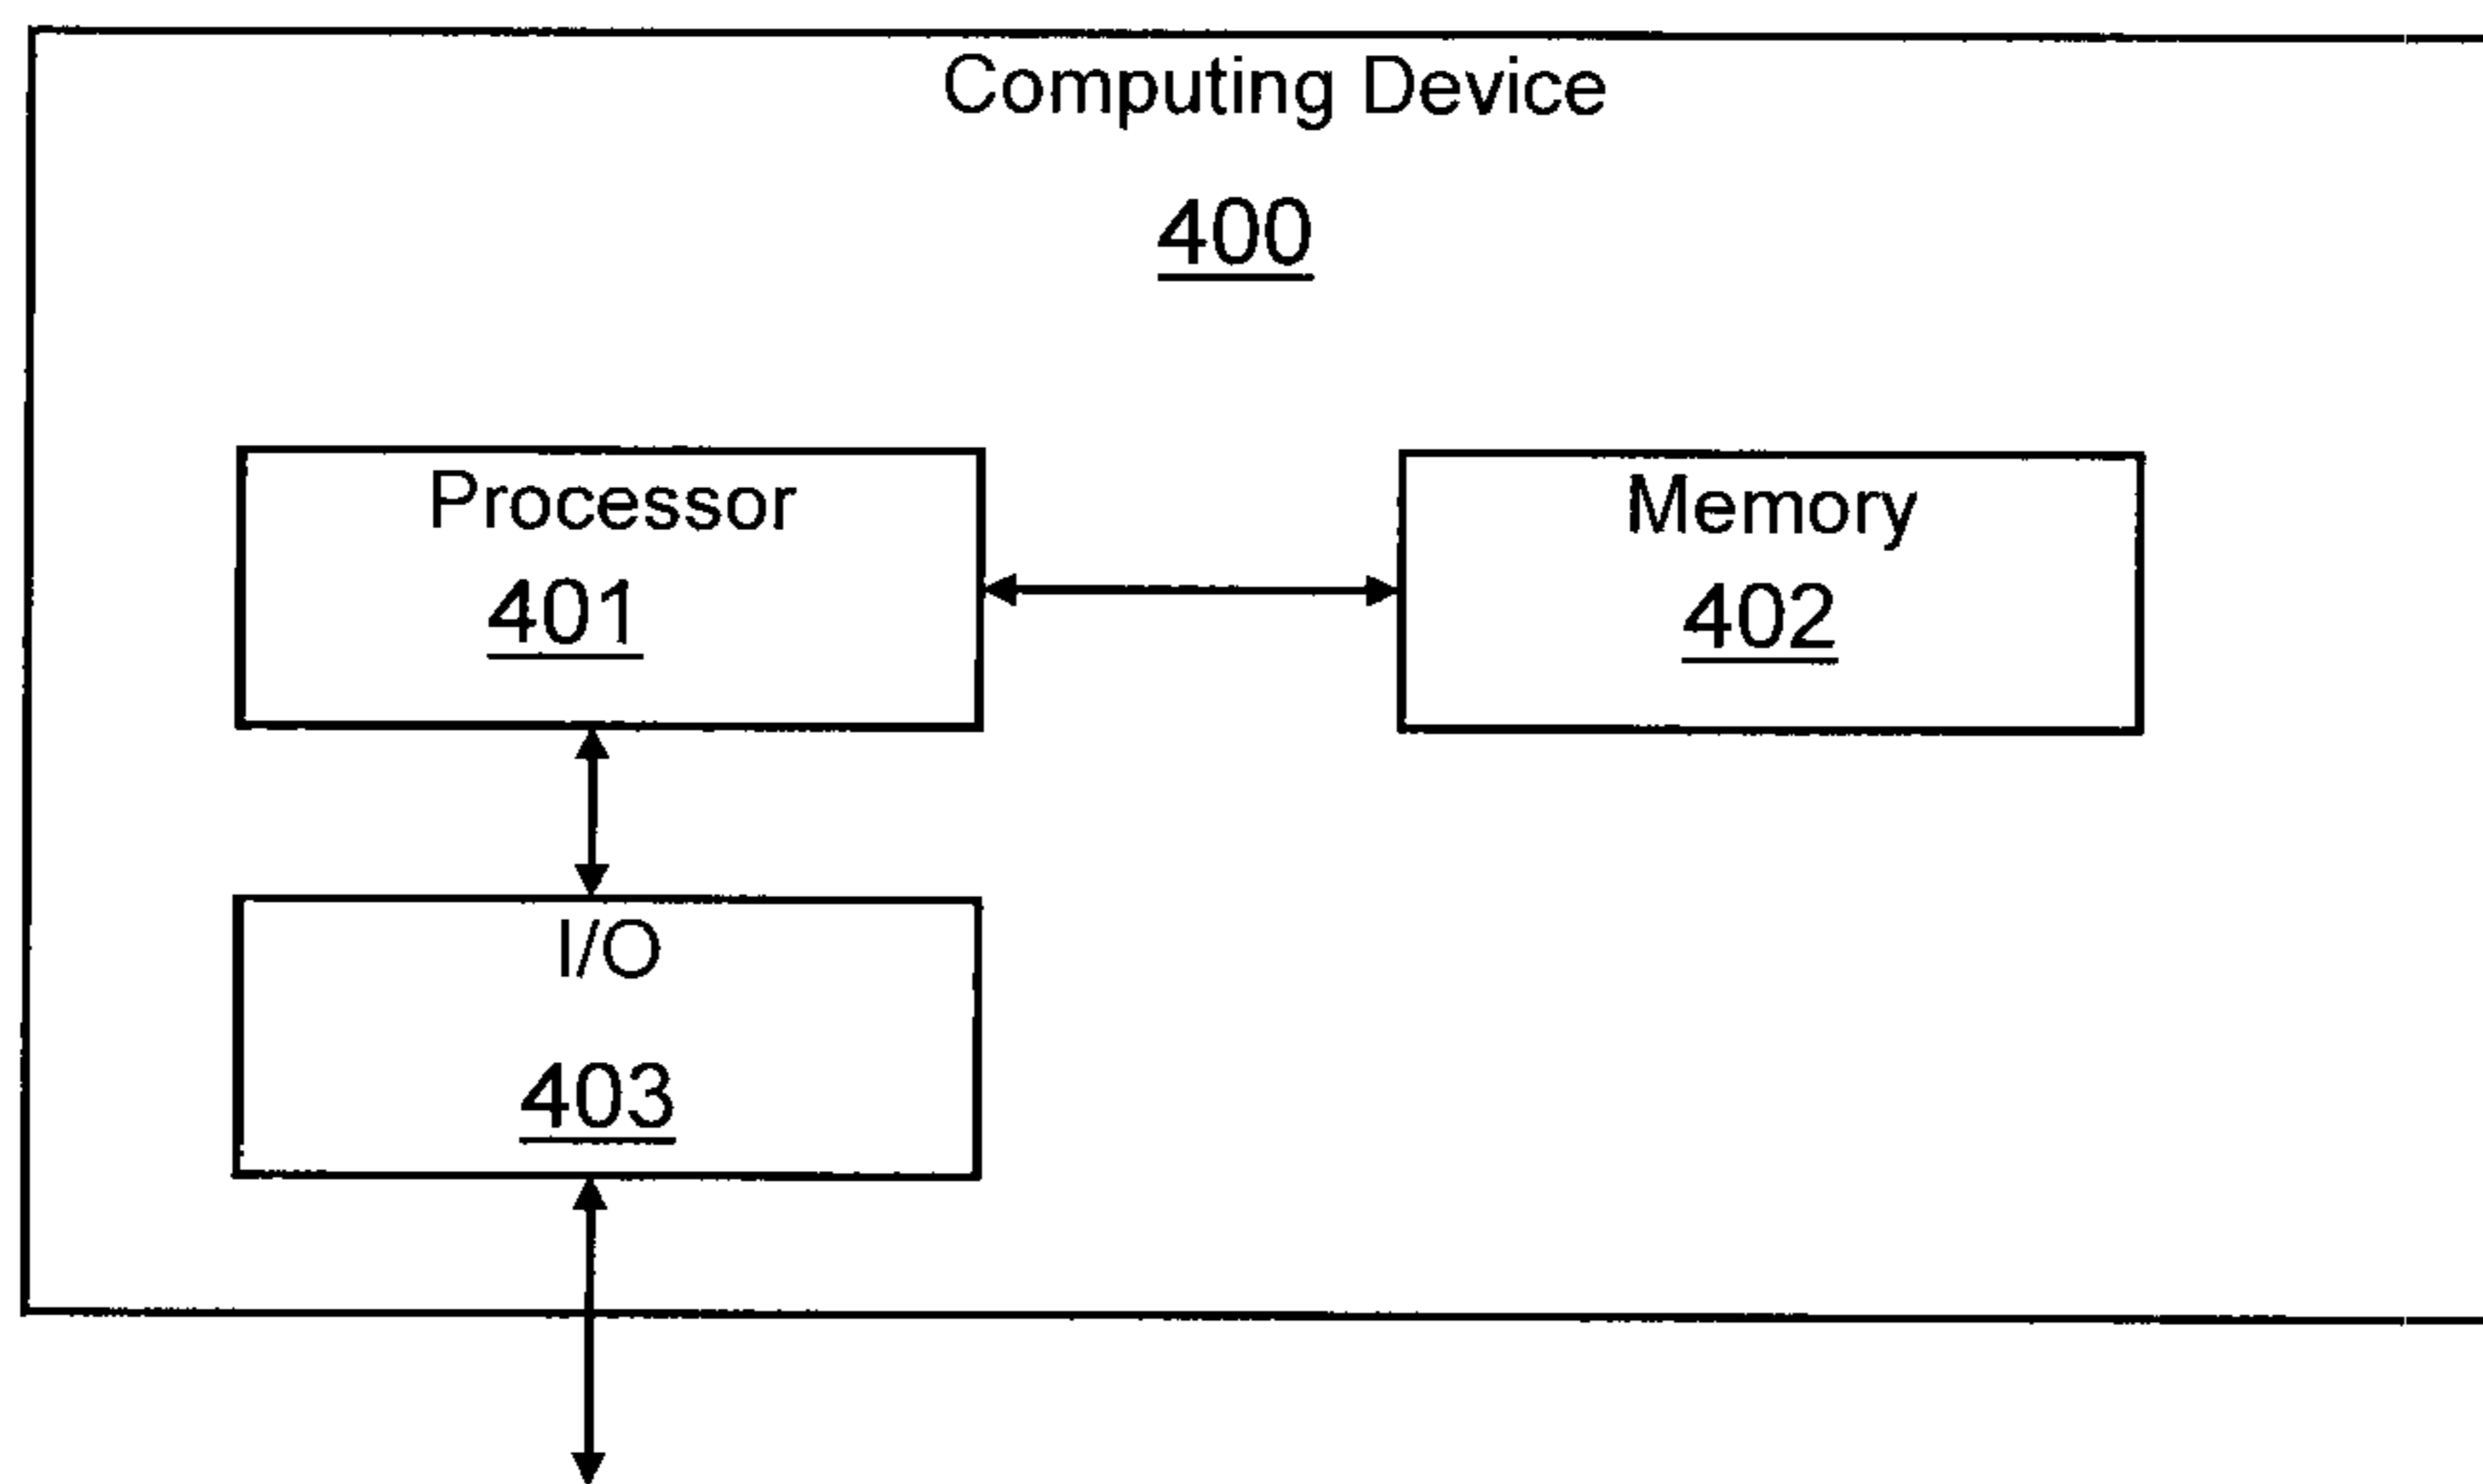 Computing Device
400
Processor
401
Memory
402
I/O
403